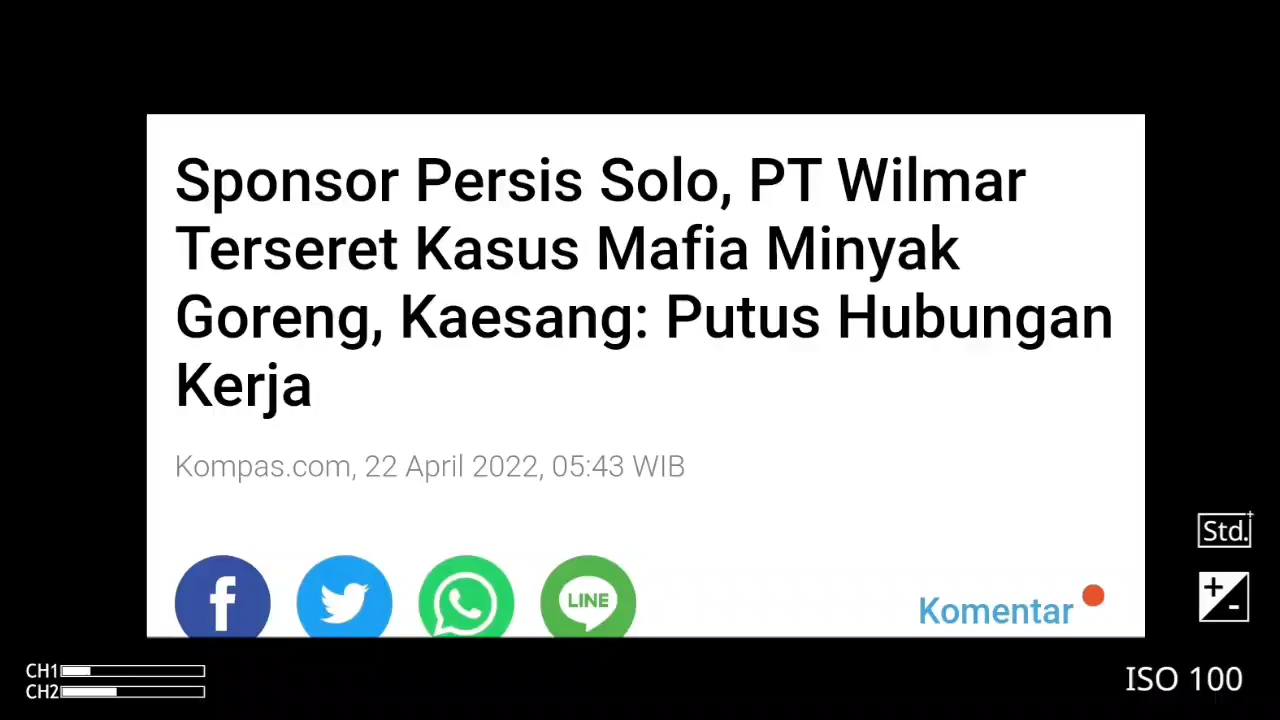 Sponsor Persis Solo, PT Wilmar
Terseret Kasus Mafia Minyak
Goreng, Kaesang: Putus Hubungan
Kerja
Kompas.com, 22 April 2022, 05:43 WIB
f
LINE
Komentar
Std.+
+ -
CH1
CH2
ISO 100